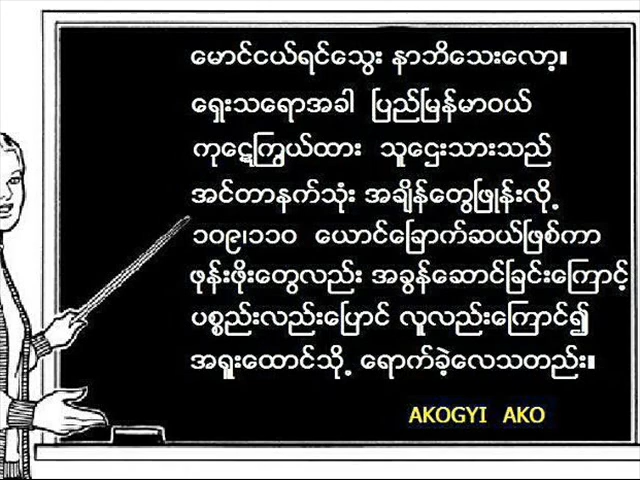 မောင်ငယ်ရင်သွေး နာဘိသေးလော့။
ရှေးသရောအခါ ပြည်မြန်မာဝယ်
ကုဋေကြွယ်ထား သူဌေးသားသည်
အင်တာနက်သုံး အချိန်တွေဖြုန်းလို့
၁၀၉၊၁၁၀ ယောင်ခြောက်ဆယ်ဖြစ်ကာ
ဖုန်းဖိုးတွေလည်း အခွန်ဆောင်ခြင်းကြောင့်
ပစ္စည်းလည်းပြောင် လူလည်းကြောင်၍
အရူးထောင်သို့ ရောက်ခဲ့လေသတည်း။
AKOGYI AKO